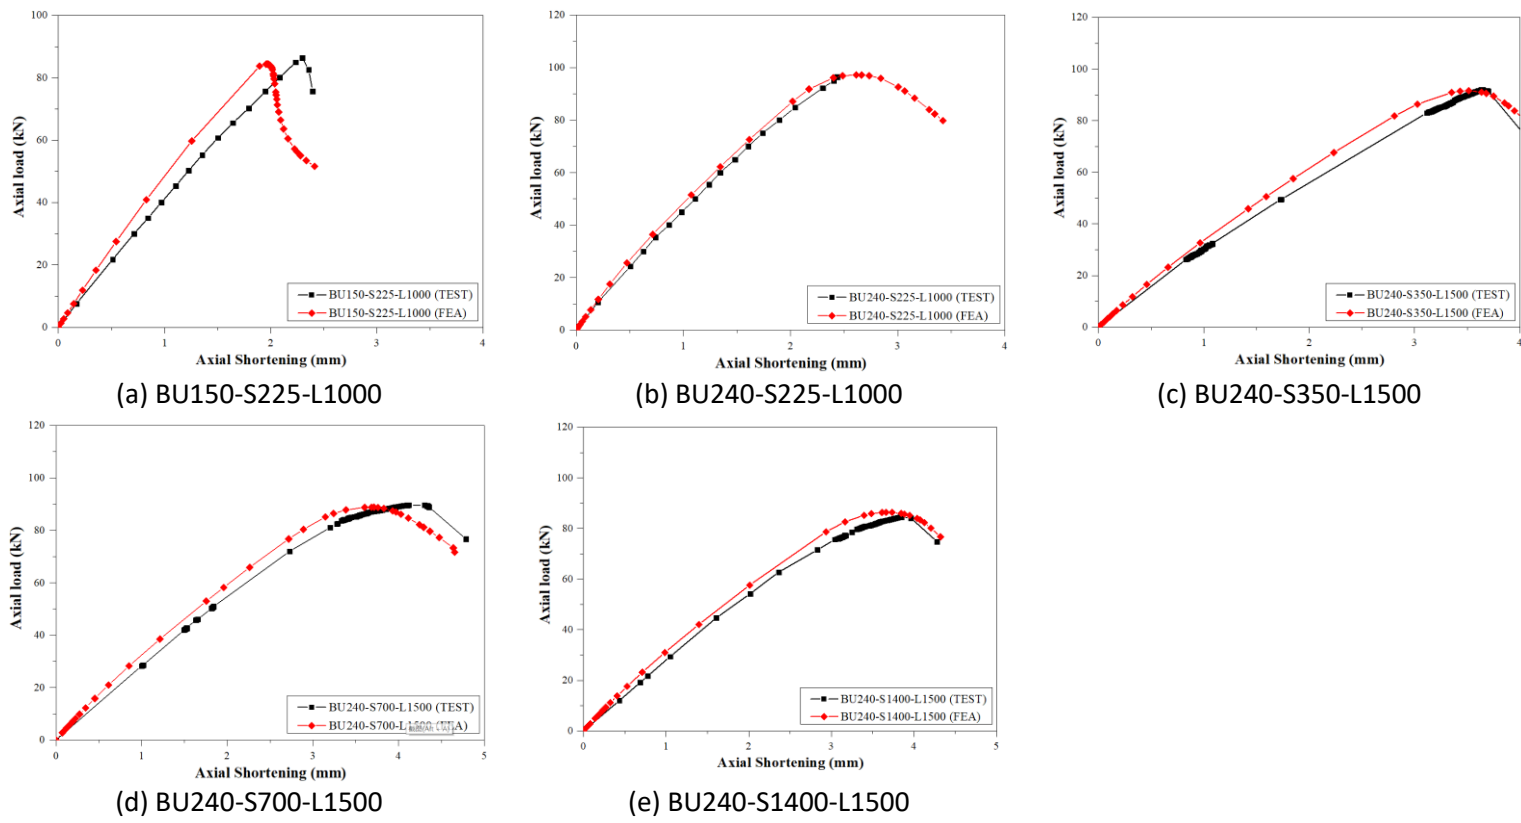 100
80
60
40
20
0
Axial load (kN)
BU150-S225-L1000 (TEST)
BU150-S225-L1000 (FEA)
0 1 2 3 4
Axial Shortening (mm)
(a) BU150-S225-L1000
120
100
80
60
40
20
0
Axial load (kN)
BU240-S225-L1000 (TEST)
BU240-S225-L1000 (FEA)
0 1 2 3 4
Axial Shortening (mm)
(b) BU240-S225-L1000
120
100
80
60
40
20
0
Axial load (kN)
BU240-S350-L1500 (TEST)
BU240-S350-L1500 (FEA)
0 1 2 3 4
Axial Shortening (mm)
(c) BU240-S350-L1500
120
100
80
60
40
20
0
Axial load (kN)
BU240-S700-L1500 (TEST)
BU240-S700-L1500 (FEA)
0 1 2 3 4 5
Axial Shortening (mm)
(d) BU240-S700-L1500
120
100
80
60
40
20
0
Axial load (kN)
BU240-S1400-L1500 (TEST)
BU240-S1400-L1500 (FEA)
0 1 2 3 4 5
Axial Shortening (mm)
(e) BU240-S1400-L1500